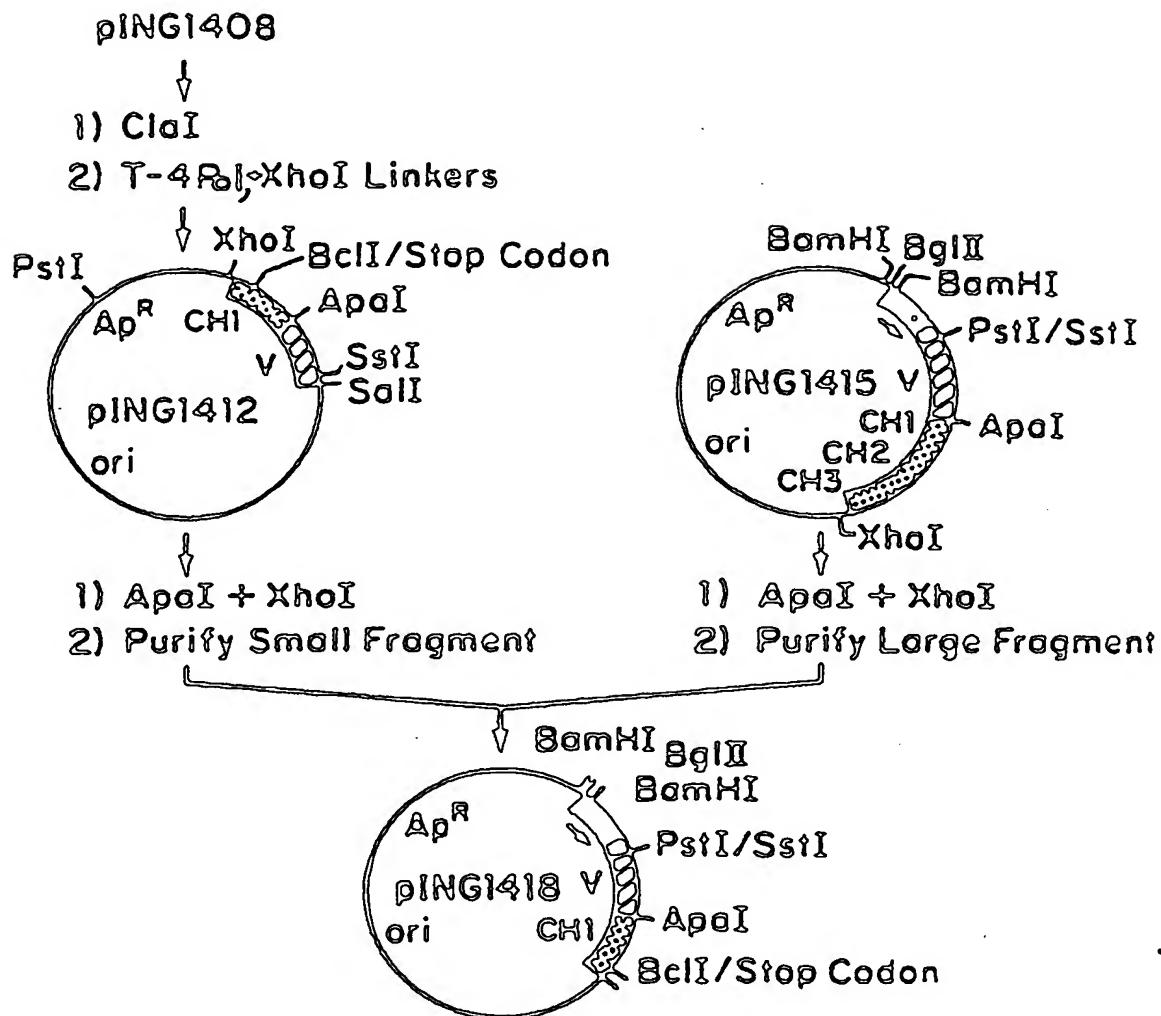 pING1408
1) ClaI
2) T-4 Pol, XhoI Linkers
PstI
XhoI
BclI/Stop Codon
ApaI
SstI
SalI
Ap^R
CH1
V
pING1412
ori
BamHI
BglII
BamHI
PstI/SstI
ApaI
XhoI
Ap^R
pING1415
V
ori
CH1
CH2
CH3
1) ApaI + XhoI
2) Purify Small Fragment
1) ApaI + XhoI
2) Purify Large Fragment
BamHI
BglII
BamHI
PstI/SstI
ApaI
BclI/Stop Codon
Ap^R
pING1418
V
ori
CH1